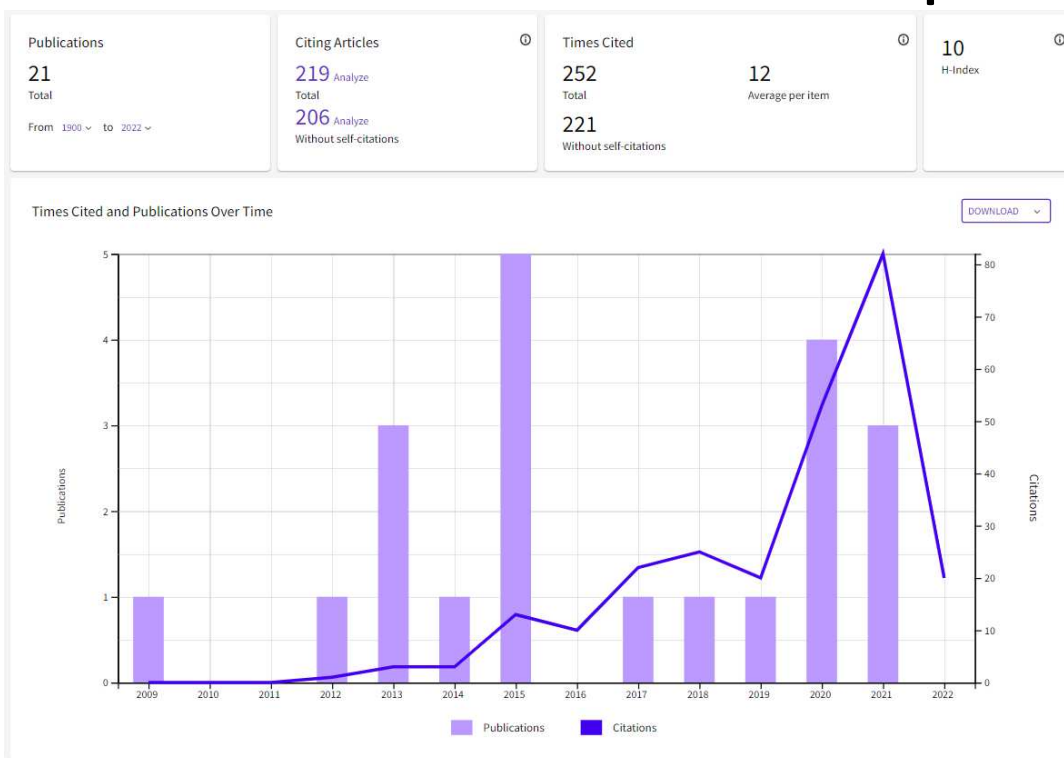 Publications
21
Total
From 1900 to 2022
Citing Articles
219 Analyze
Total
206 Analyze
Without self-citations
Times Cited
252
Total
12
Average per item
221
Without self-citations
10
H-Index
Times Cited and Publications Over Time
DOWNLOAD
5
4
3
2
1
0
Publications
80
70
60
50
40
30
20
10
0
Citations
2009 2010 2011 2012 2013 2014 2015 2016 2017 2018 2019 2020 2021 2022
Publications Citations